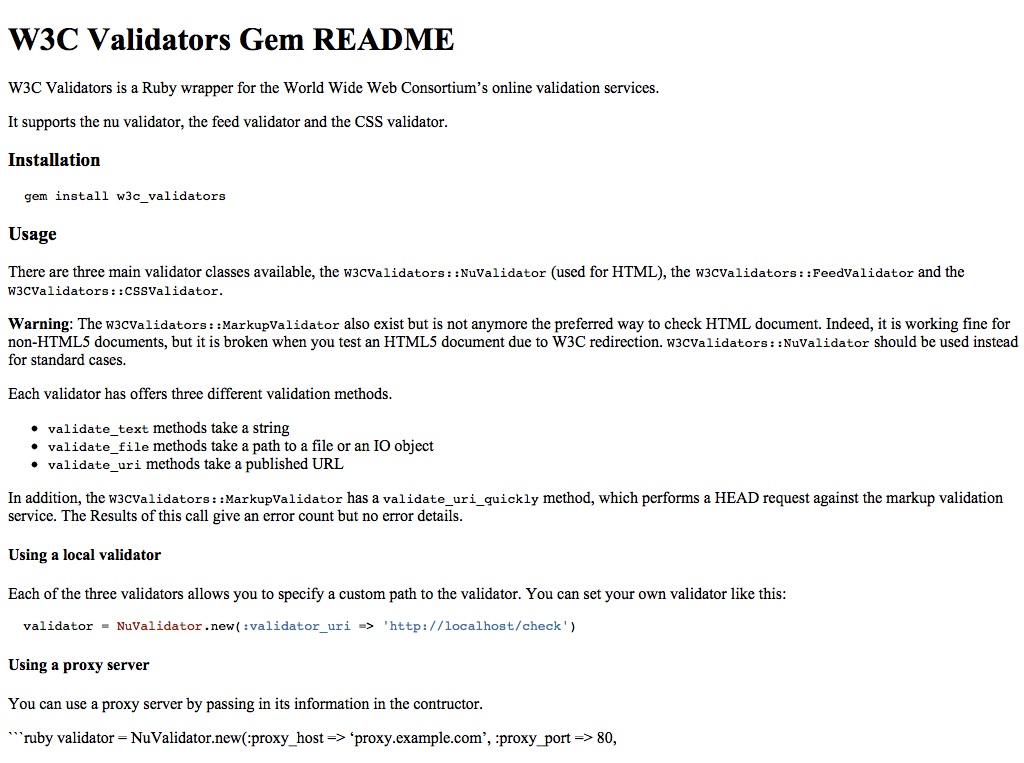 W3C Validators Gem README
W3C Validators is a Ruby wrapper for the World Wide Web Consortium’s online validation services.
It supports the nu validator, the feed validator and the CSS validator.
Installation
gem install w3c_validators
Usage
There are three main validator classes available, the W3CValidators::NuValidator (used for HTML), the W3CValidators::FeedValidator and the
W3CValidators::CSSValidator.
Warning: The W3CValidators::MarkupValidator also exist but is not anymore the preferred way to check HTML document. Indeed, it is working fine for
non-HTML5 documents, but it is broken when you test an HTML5 document due to W3C redirection. W3CValidators::NuValidator should be used instead
for standard cases.
Each validator has offers three different validation methods.
• validate_text methods take a string
• validate_file methods take a path to a file or an IO object
• validate_uri methods take a published URL
In addition, the W3CValidators::MarkupValidator has a validate_uri_quickly method, which performs a HEAD request against the markup validation
service. The Results of this call give an error count but no error details.
Using a local validator
Each of the three validators allows you to specify a custom path to the validator. You can set your own validator like this:
validator = NuValidator.new(:validator_uri => 'http://localhost/check')
Using a proxy server
You can use a proxy server by passing in its information in the contructor.
```ruby validator = NuValidator.new(:proxy_host => ‘proxy.example.com’, :proxy_port => 80,